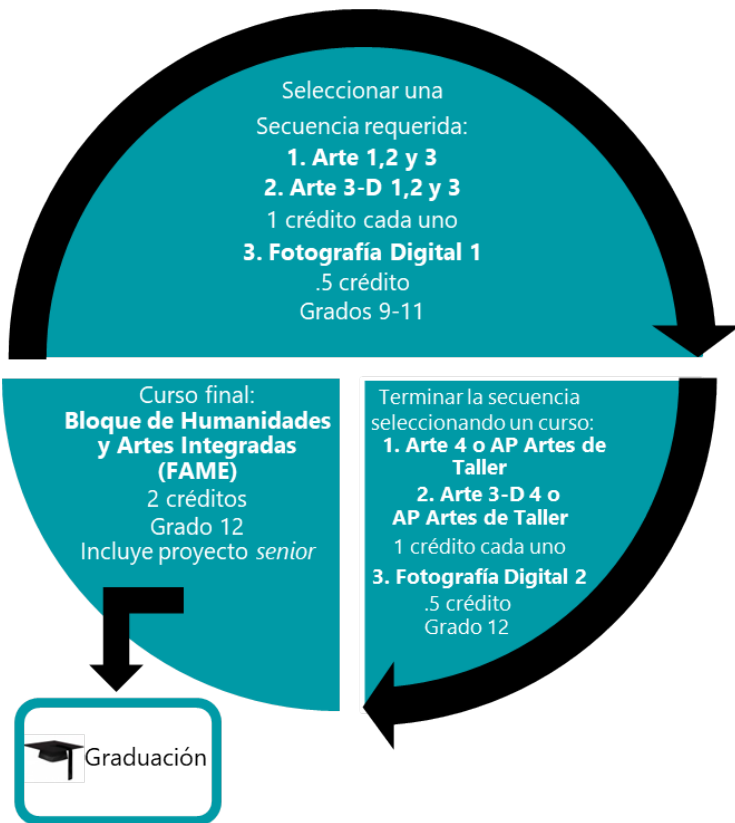 Seleccionar una
Secuencia requerida:
1. Arte 1,2 y 3
2. Arte 3-D 1,2 y 3
1 crédito cada uno
3. Fotografía Digital 1
.5 crédito
Grados 9-11
Terminar la secuencia
seleccionando un curso:
1. Arte 4 o AP Artes de
Taller
2. Arte 3-D 4 o
AP Artes de Taller
1 crédito cada uno
3. Fotografía Digital 2
.5 crédito
Grado 12
Curso final:
Bloque de Humanidades
y Artes Integradas
(FAME)
2 créditos
Grado 12
Incluye proyecto senior
Graduación